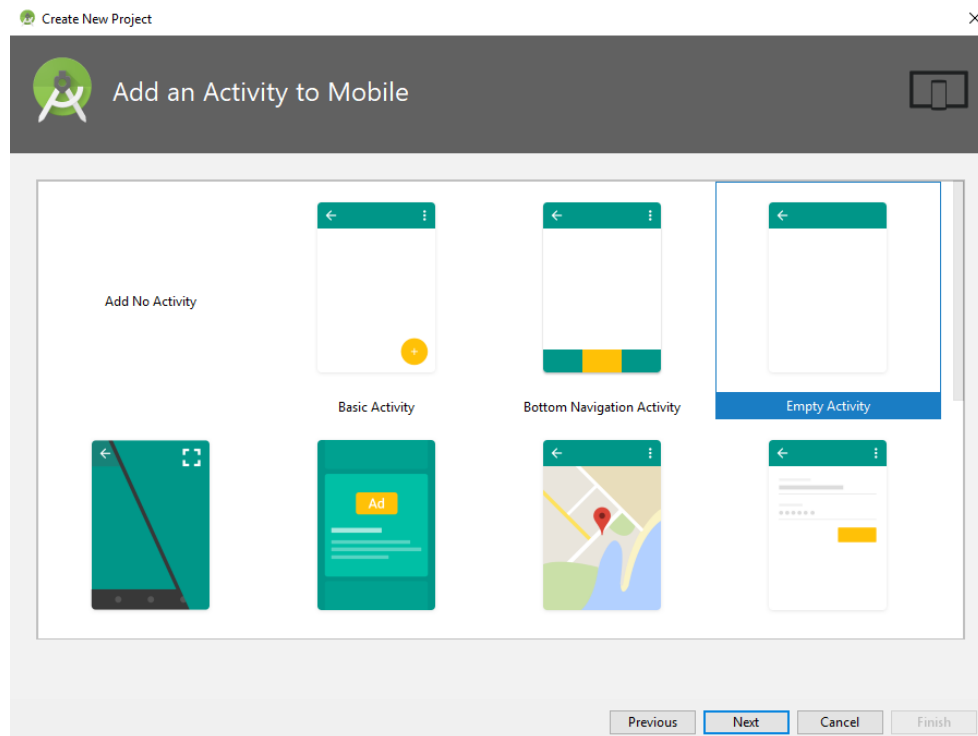 Create New Project
Add an Activity to Mobile
Add No Activity
Basic Activity
Bottom Navigation Activity
Empty Activity
Ad
Previous
Next
Cancel
Finish